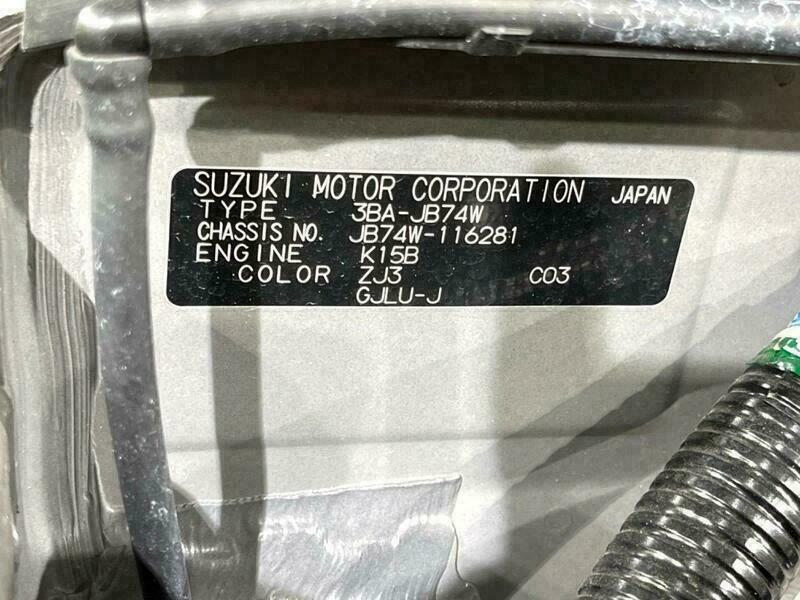 SUZUKI MOTOR CORPORATION JAPAN
TYPE 3BA-JB74W
CHASSIS NO. JB74W-116281
ENGINE K15B
COLOR ZJ3 C03
GJLU-J